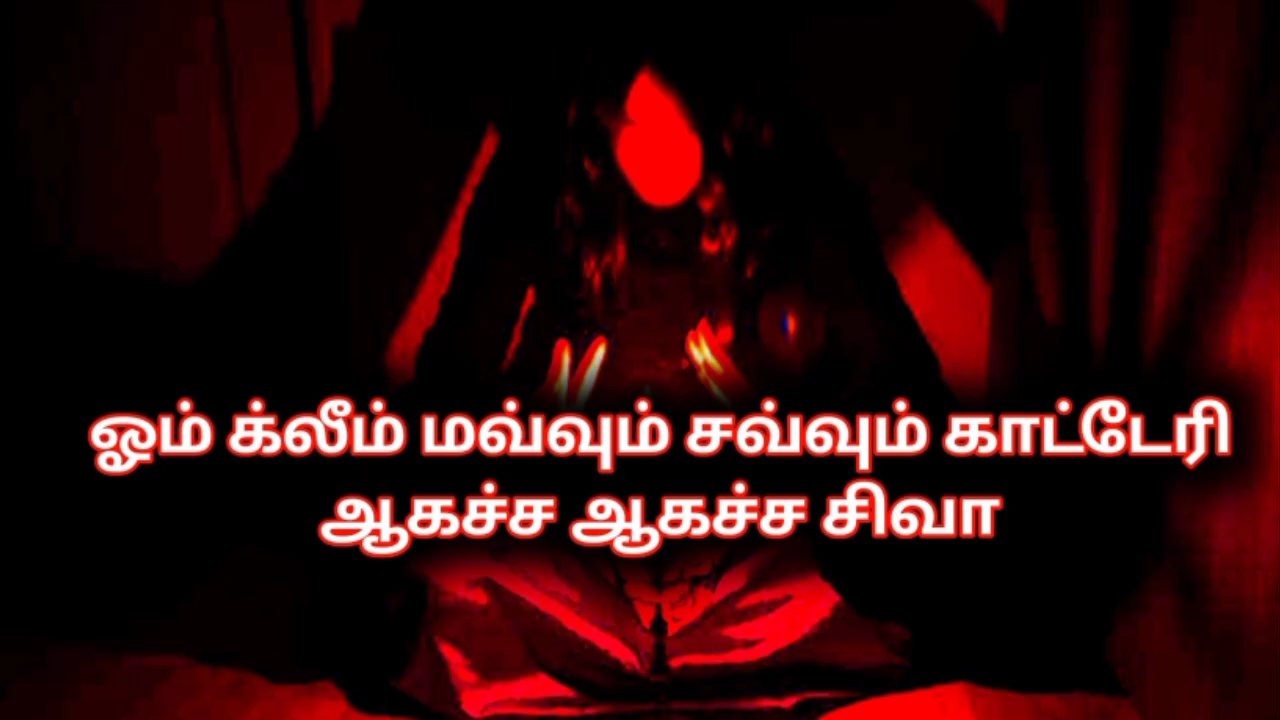 ஓம் க்லீம் மவ்வும் சவ்வும் காட்டேரி
ஆகச்ச ஆகச்ச சிவா